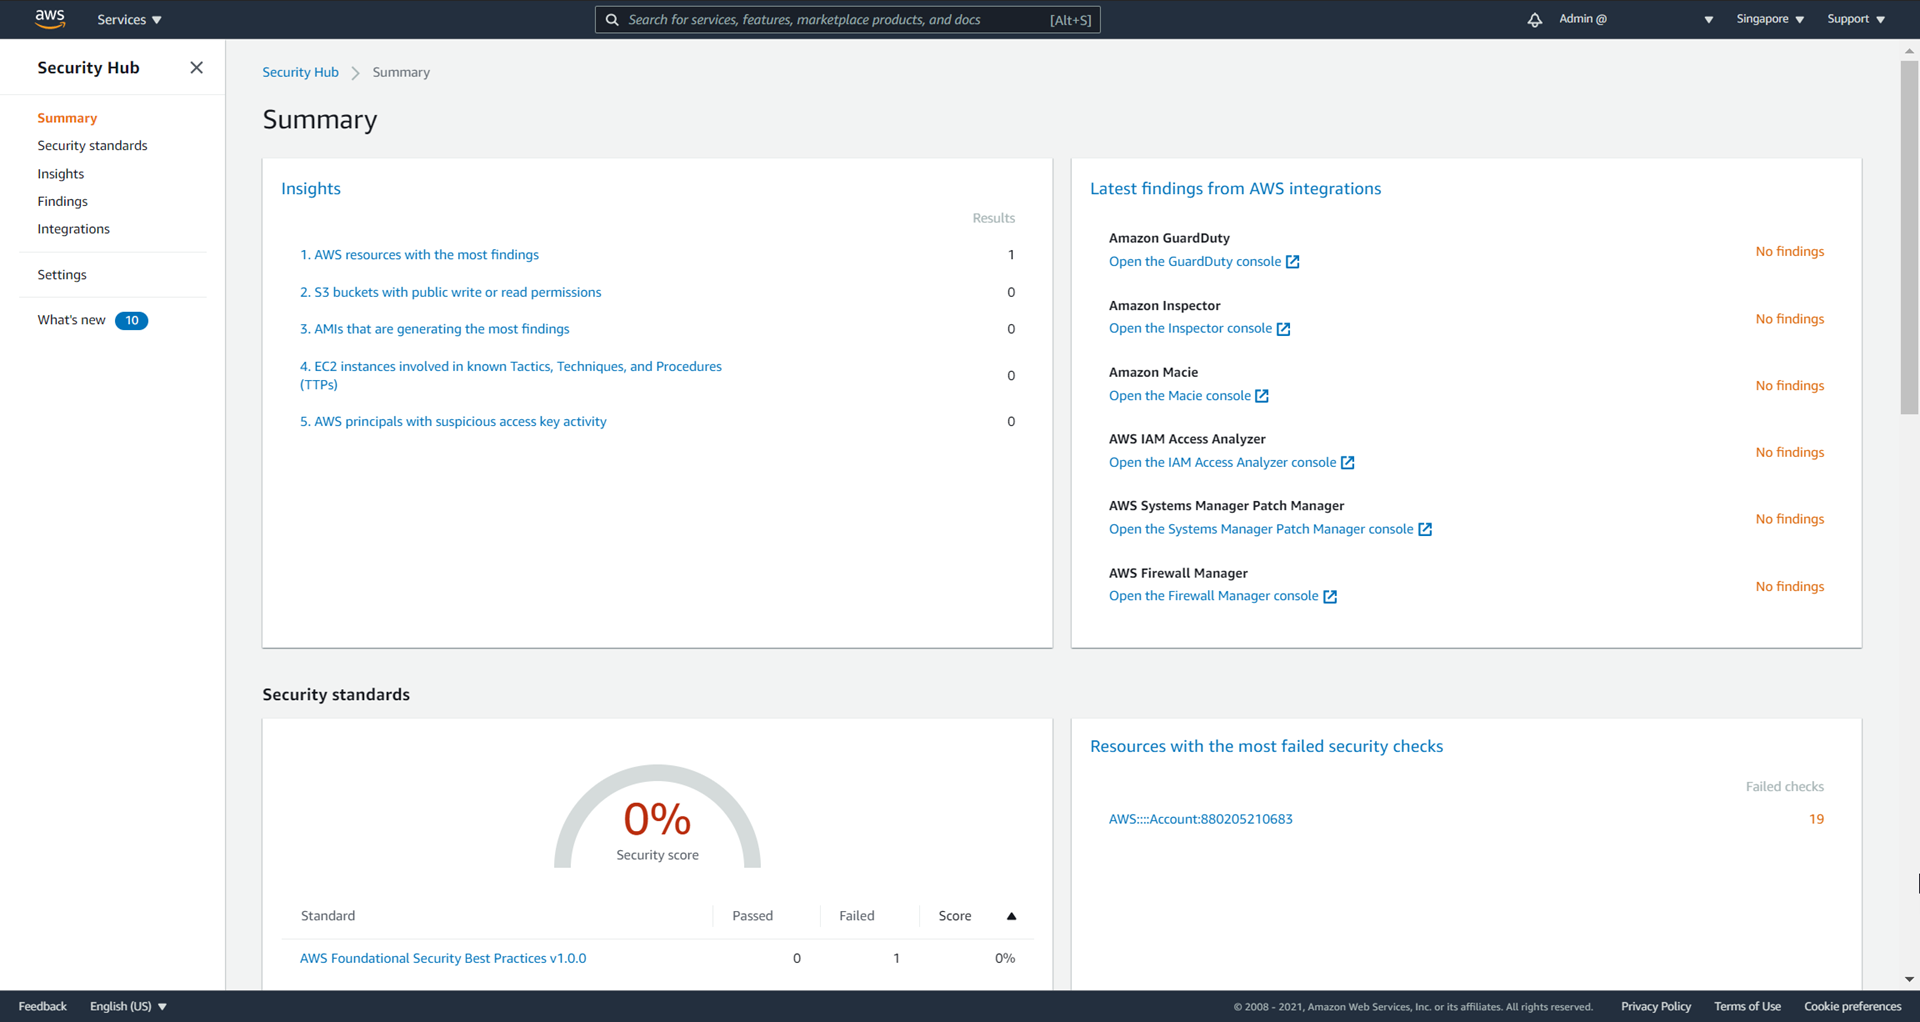 aws
Services
Search for services, features, marketplace products, and docs
[Alt+S]
Admin @
Singapore
Support
Security Hub
Summary
Security standards
Insights
Findings
Integrations
Settings
What's new 10
Security Hub
Summary
Summary
Insights
Results
1. AWS resources with the most findings 1
2. S3 buckets with public write or read permissions 0
3. AMIs that are generating the most findings 0
4. EC2 instances involved in known Tactics, Techniques, and Procedures
(TTPs) 0
5. AWS principals with suspicious access key activity 0
Latest findings from AWS integrations
Amazon GuardDuty
Open the GuardDuty console
No findings
Amazon Inspector
Open the Inspector console
No findings
Amazon Macie
Open the Macie console
No findings
AWS IAM Access Analyzer
Open the IAM Access Analyzer console
No findings
AWS Systems Manager Patch Manager
Open the Systems Manager Patch Manager console
No findings
AWS Firewall Manager
Open the Firewall Manager console
No findings
Security standards
0%
Security score
Standard Passed Failed Score
AWS Foundational Security Best Practices v1.0.0 0 1 0%
Resources with the most failed security checks
Failed checks
AWS::::Account:880205210683 19
Feedback
English (US)
© 2008 - 2021, Amazon Web Services, Inc. or its affiliates. All rights reserved.
Privacy Policy
Terms of Use
Cookie preferences